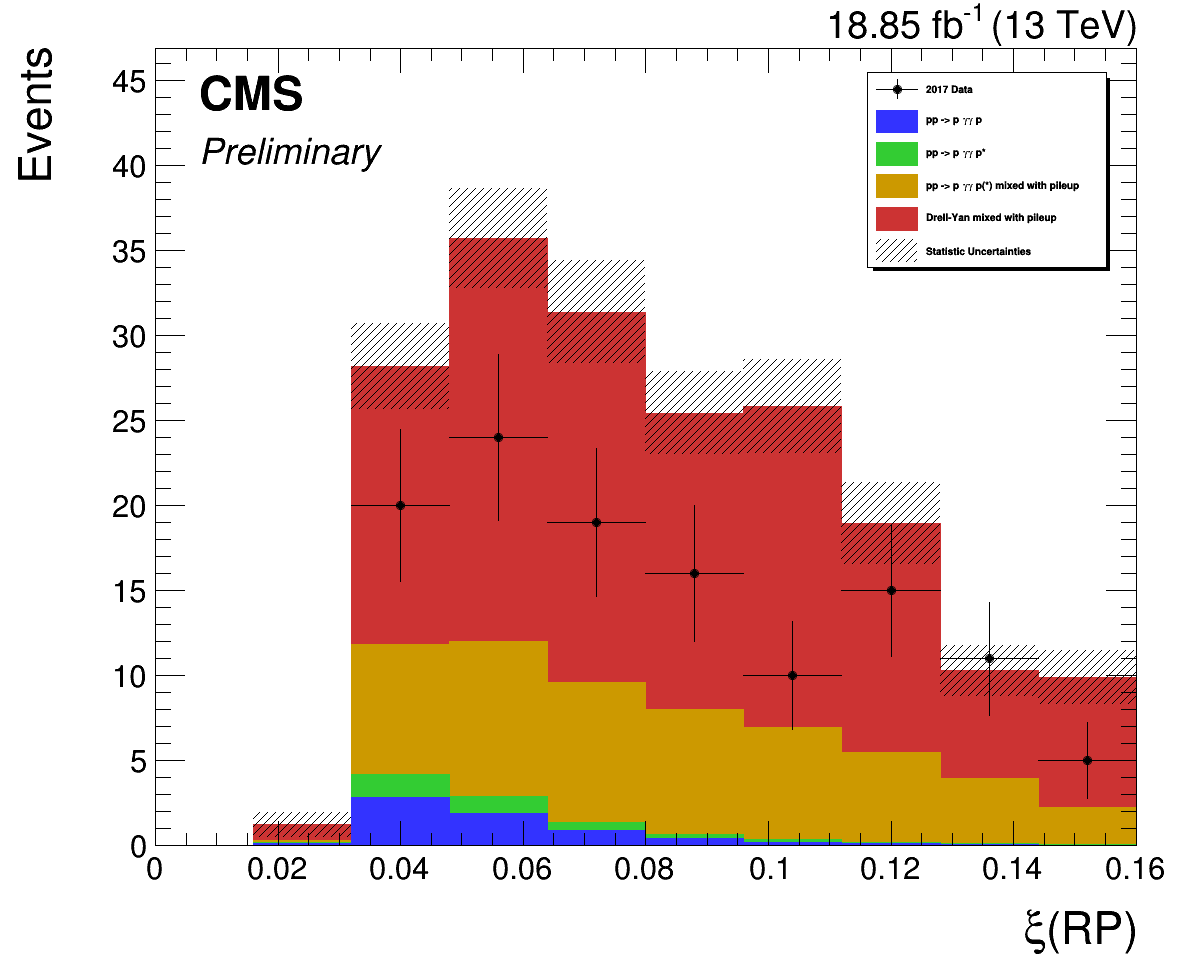 18.85 fb⁻¹ (13 TeV)
Events
CMS
Preliminary
2017 Data
pp -> p γγ p
pp -> p γγ p*
pp -> p γγ p(*) mixed with pileup
Drell-Yan mixed with pileup
Statistic Uncertainties
45
40
35
30
25
20
15
10
5
0
0 0.02 0.04 0.06 0.08 0.1 0.12 0.14 0.16
ξ(RP)